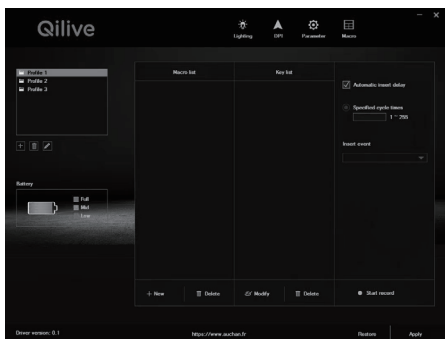 Qilive
Lighting DPI Parameter Macro
Profile 1
Profile 2
Profile 3
Macro list Key list
Automatic insert delay
Specified cycle times
1 ~ 255
Insert event
Battery
Full
Mid
Low
+ New Delete Modify Delete Start record
Driver version: 0.1 https://www.auchan.fr Restore Apply